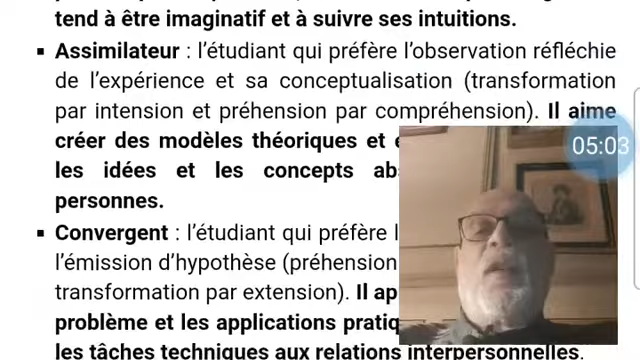 tend à être imaginatif et à suivre ses intuitions.
▪ Assimilateur : l'étudiant qui préfère l'observation réfléchie
de l'expérience et sa conceptualisation (transformation
par intension et préhension par compréhension). Il aime
créer des modèles théoriques et
les idées et les concepts abs
personnes.
▪ Convergent : l'étudiant qui préfère l
l'émission d'hypothèse (préhension
transformation par extension). Il ap
problème et les applications pratiq
les tâches techniques aux relations interpersonnelles.
05:03